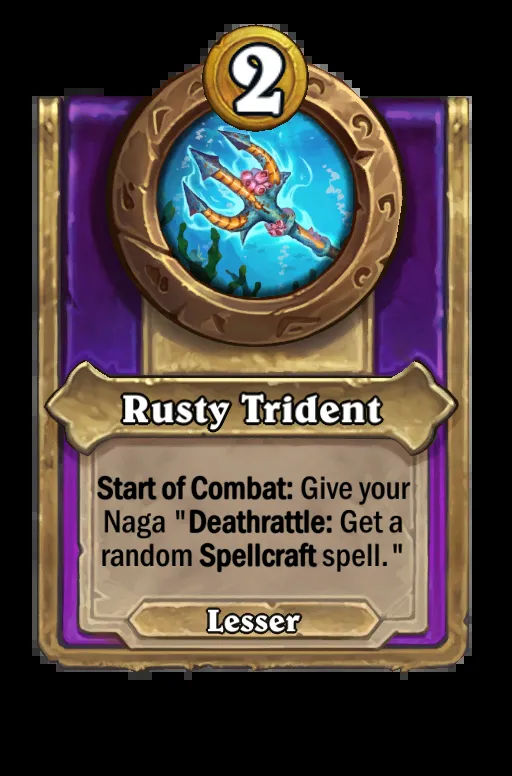 2
Rusty Trident
Start of Combat: Give your
Naga "Deathrattle: Get a
random Spellcraft spell."
Lesser